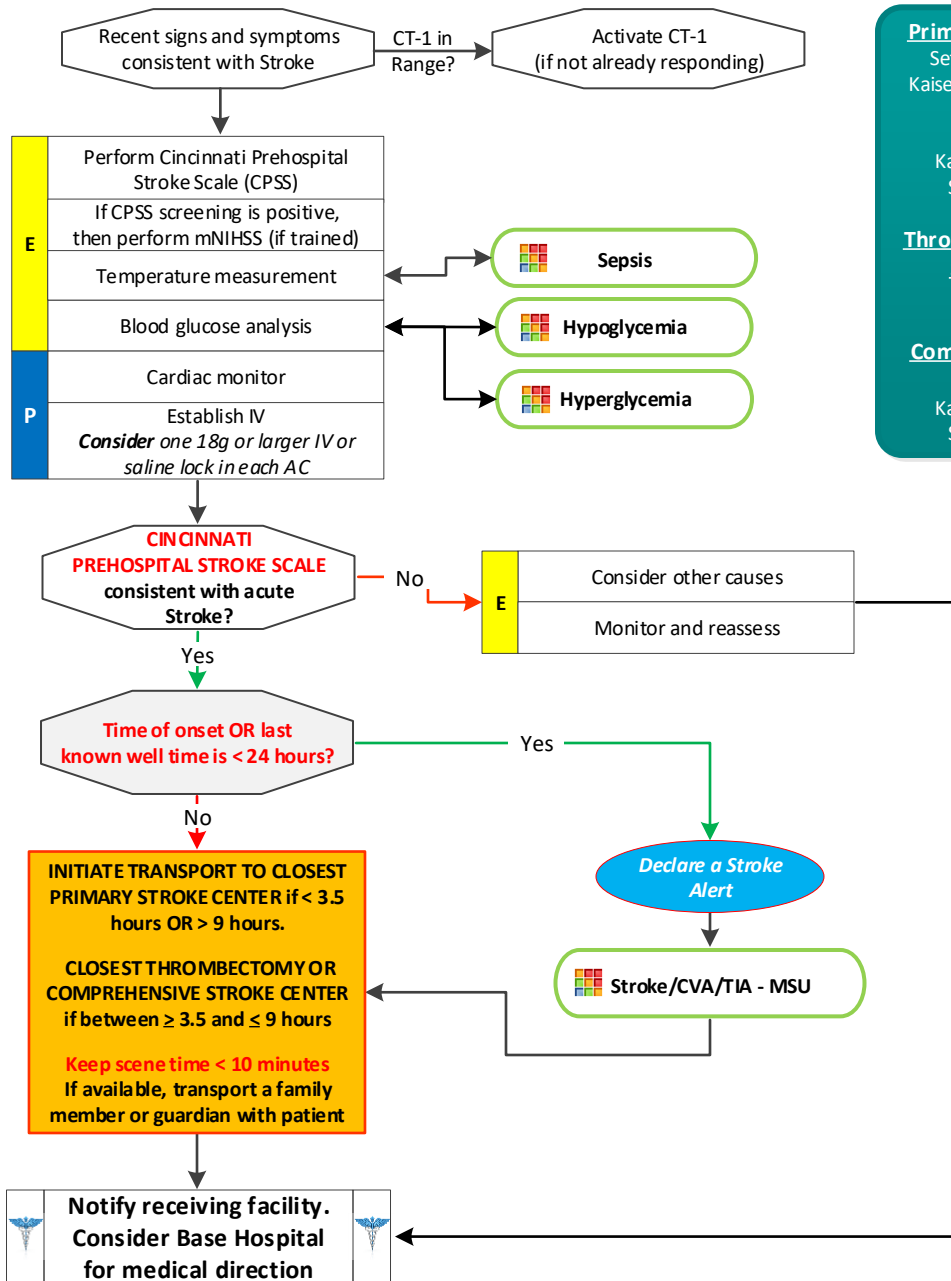 Recent signs and symptoms
consistent with Stroke
CT-1 in
Range?
Activate CT-1
(if not already responding)
E
Perform Cincinnati Prehospital
Stroke Scale (CPSS)
If CPSS screening is positive,
then perform mNIHSS (if trained)
Temperature measurement
Blood glucose analysis
P
Cardiac monitor
Establish IV
Consider one 18g or larger IV or
saline lock in each AC
Sepsis
Hypoglycemia
Hyperglycemia
CINCINNATI
PREHOSPITAL STROKE SCALE
consistent with acute
Stroke?
No
E
Consider other causes
Monitor and reassess
Yes
Time of onset OR last
known well time is < 24 hours?
Yes
No
Declare a Stroke
Alert
Stroke/CVA/TIA - MSU
INITIATE TRANSPORT TO CLOSEST
PRIMARY STROKE CENTER if < 3.5
hours OR > 9 hours.
CLOSEST THROMBECTOMY OR
COMPREHENSIVE STROKE CENTER
if between ≥ 3.5 and ≤ 9 hours
Keep scene time < 10 minutes
If available, transport a family
member or guardian with patient
Notify receiving facility.
Consider Base Hospital
for medical direction